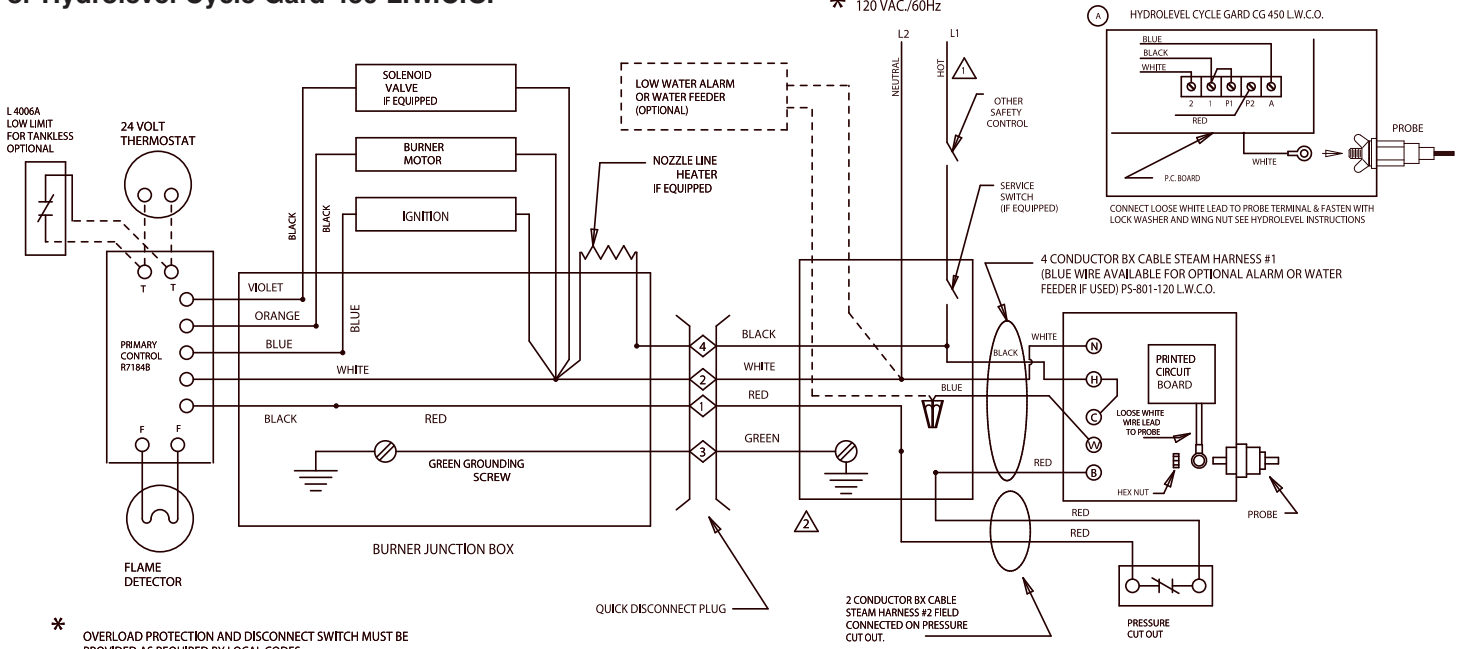 or Hydrolevel Cycle Gard 450 L.W.C.O.
* 120 VAC./60Hz
L2
L1
NEUTRAL
HOT
1
A
HYDROLEVEL CYCLE GARD CG 450 L.W.C.O.
BLUE
BLACK
WHITE
2 1 P1 P2 A
RED
WHITE
P.C. BOARD
PROBE
CONNECT LOOSE WHITE LEAD TO PROBE TERMINAL & FASTEN WITH
LOCK WASHER AND WING NUT SEE HYDROLEVEL INSTRUCTIONS
L 4006A
LOW LIMIT
FOR TANKLESS
OPTIONAL
24 VOLT
THERMOSTAT
SOLENOID
VALVE
IF EQUIPPED
BURNER
MOTOR
IGNITION
BLACK
BLACK
BLUE
LOW WATER ALARM
OR WATER FEEDER
(OPTIONAL)
NOZZLE LINE
HEATER
IF EQUIPPED
OTHER
SAFETY
CONTROL
SERVICE
SWITCH
(IF EQUIPPED)
4 CONDUCTOR BX CABLE STEAM HARNESS #1
(BLUE WIRE AVAILABLE FOR OPTIONAL ALARM OR WATER
FEEDER IF USED) PS-801-120 L.W.C.O.
T T
VIOLET
ORANGE
BLUE
WHITE
BLACK
RED
PRIMARY
CONTROL
R7184B
F F
FLAME
DETECTOR
GREEN GROUNDING
SCREW
BURNER JUNCTION BOX
4
2
1
3
BLACK
WHITE
RED
GREEN
QUICK DISCONNECT PLUG
2
WHITE
BLACK
BLUE
RED
N
H
C
W
B
PRINTED
CIRCUIT
BOARD
LOOSE WHITE
WIRE LEAD
TO PROBE
HEX NUT
PROBE
RED
RED
2 CONDUCTOR BX CABLE
STEAM HARNESS #2 FIELD
CONNECTED ON PRESSURE
CUT OUT.
PRESSURE
CUT OUT
* OVERLOAD PROTECTION AND DISCONNECT SWITCH MUST BE
PROVIDED AS REQUIRED BY LOCAL CODES